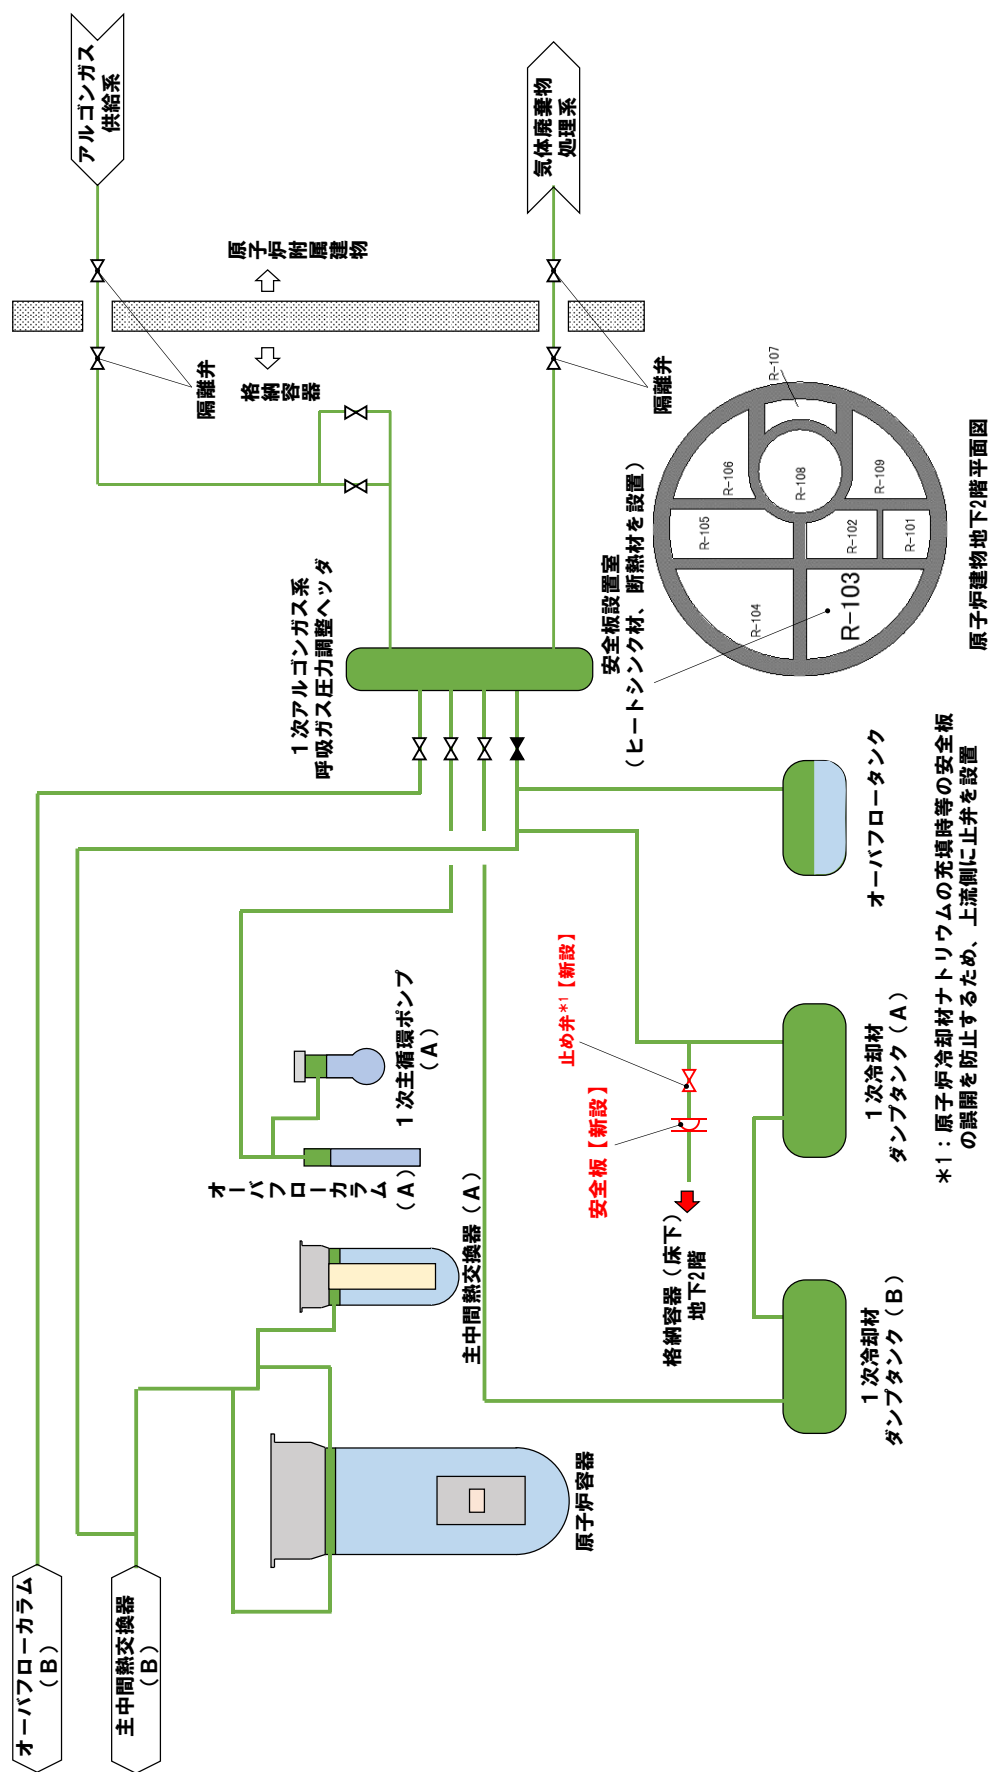 アルゴンガス
供給系
気体廃棄物
処理系
原子炉附属建物
格納容器
隔離弁
隔離弁
1次アルゴンガス系
呼吸ガス圧力調整ヘッダ
安全板設置室
(ヒートシンク材、断熱材を設置)
R-107
R-106
R-108
R-109
R-105
R-102
R-101
R-104
R-103
原子炉建物地下2階平面図
オーバフロータンク
1次主循環ポンプ
(A)
オーバフローカラム
(A)
主中間熱交換器(A)
止め弁*1【新設】
安全板【新設】
格納容器(床下)
地下2階
1次冷却材
ダンプタンク(A)
1次冷却材
ダンプタンク(B)
原子炉容器
オーバフローカラム
(B)
主中間熱交換器
(B)
*1:原子炉冷却材ナトリウムの充填時等の安全板
の誤開を防止するため、上流側に止弁を設置